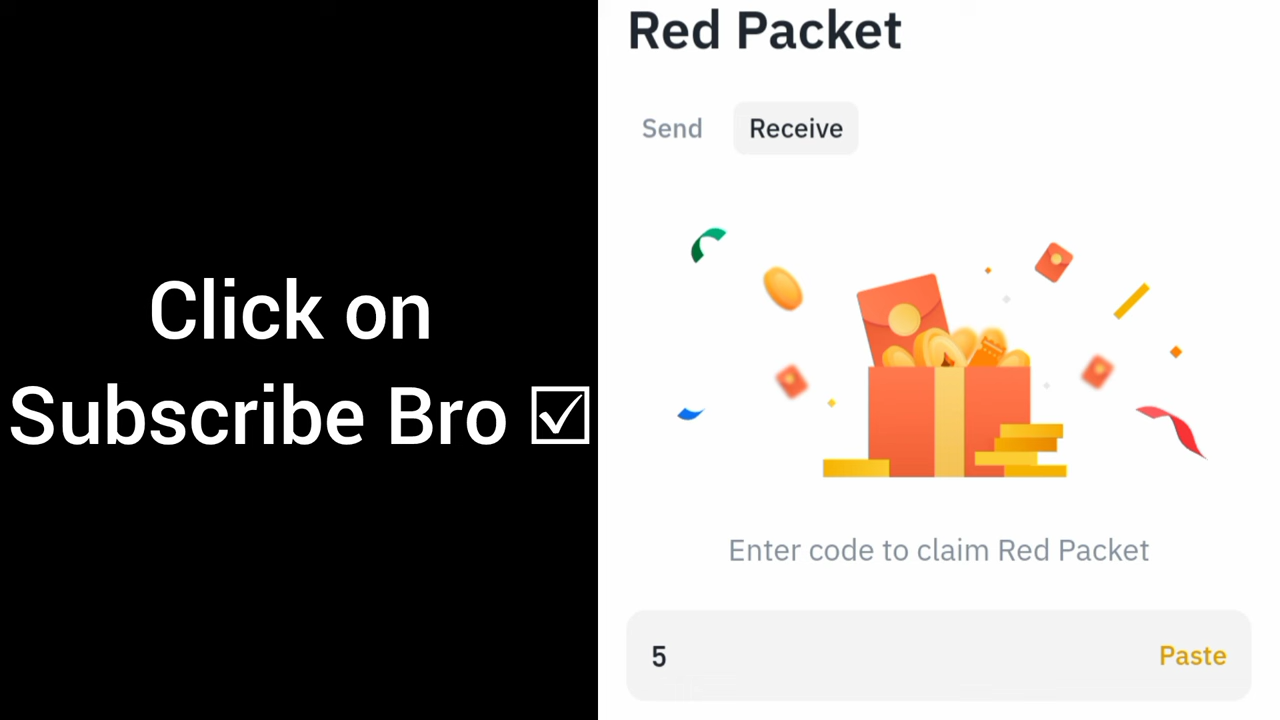 Click on
Subscribe Bro ☑
Red Packet
Send
Receive
Enter code to claim Red Packet
5
Paste